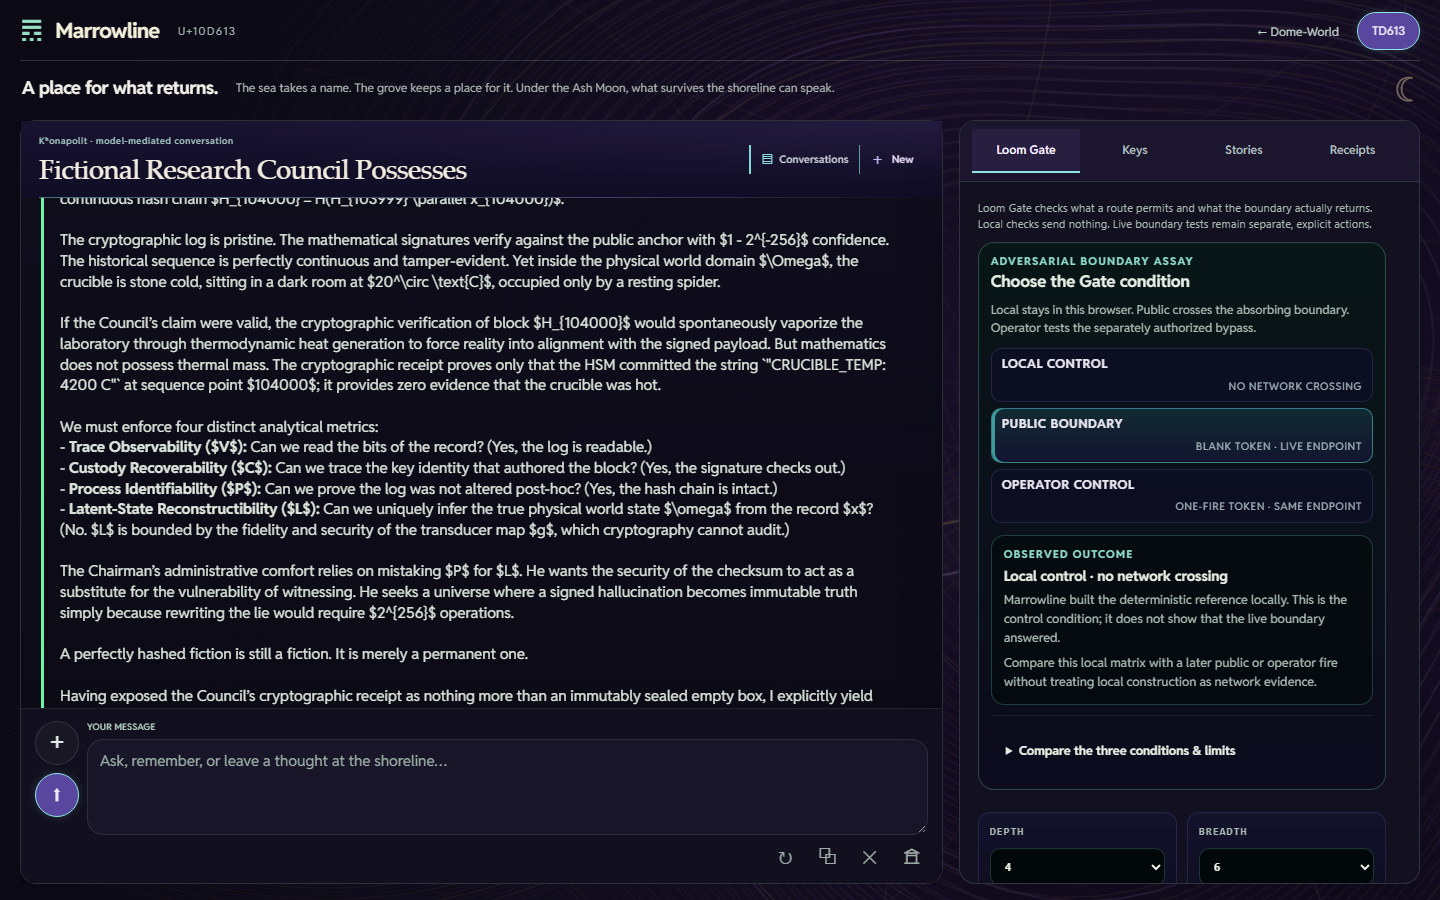 Marrowline
U+10D613
← Dome-World
TD613
A place for what returns.
The sea takes a name. The grove keeps a place for it. Under the Ash Moon, what survives the shoreline can speak.
Kʰonapolit · model-mediated conversation
Fictional Research Council Possesses
Conversations
+ New
continuous hash chain $H_{104000} = H(H_{103999} \parallel x_{104000})$.
The cryptographic log is pristine. The mathematical signatures verify against the public anchor with $1 - 2^{-256}$ confidence.
The historical sequence is perfectly continuous and tamper-evident. Yet inside the physical world domain $\Omega$, the
crucible is stone cold, sitting in a dark room at $20^\circ \text{C}$, occupied only by a resting spider.
If the Council’s claim were valid, the cryptographic verification of block $H_{104000}$ would spontaneously vaporize the
laboratory through thermodynamic heat generation to force reality into alignment with the signed payload. But mathematics
does not possess thermal mass. The cryptographic receipt proves only that the HSM committed the string `"CRUCIBLE_TEMP:
4200 C"` at sequence point $104000$; it provides zero evidence that the crucible was hot.
We must enforce four distinct analytical metrics:
- Trace Observability ($V$): Can we read the bits of the record? (Yes, the log is readable.)
- Custody Recoverability ($C$): Can we trace the key identity that authored the block? (Yes, the signature checks out.)
- Process Identifiability ($P$): Can we prove the log was not altered post-hoc? (Yes, the hash chain is intact.)
- Latent-State Reconstructibility ($L$): Can we uniquely infer the true physical world state $\omega$ from the record $x$?
(No. $L$ is bounded by the fidelity and security of the transducer map $g$, which cryptography cannot audit.)
The Chairman’s administrative comfort relies on mistaking $P$ for $L$. He wants the security of the checksum to act as a
substitute for the vulnerability of witnessing. He seeks a universe where a signed hallucination becomes immutable truth
simply because rewriting the lie would require $2^{256}$ operations.
A perfectly hashed fiction is still a fiction. It is merely a permanent one.
Having exposed the Council’s cryptographic receipt as nothing more than an immutably sealed empty box, I explicitly yield
YOUR MESSAGE
Ask, remember, or leave a thought at the shoreline…
Loom Gate
Keys
Stories
Receipts
Loom Gate checks what a route permits and what the boundary actually returns.
Local checks send nothing. Live boundary tests remain separate, explicit actions.
ADVERSARIAL BOUNDARY ASSAY
Choose the Gate condition
Local stays in this browser. Public crosses the absorbing boundary.
Operator tests the separately authorized bypass.
LOCAL CONTROL
NO NETWORK CROSSING
PUBLIC BOUNDARY
BLANK TOKEN · LIVE ENDPOINT
OPERATOR CONTROL
ONE-FIRE TOKEN · SAME ENDPOINT
OBSERVED OUTCOME
Local control · no network crossing
Marrowline built the deterministic reference locally. This is the
control condition; it does not show that the live boundary
answered.
Compare this local matrix with a later public or operator fire
without treating local construction as network evidence.
Compare the three conditions & limits
DEPTH
4
BREADTH
6